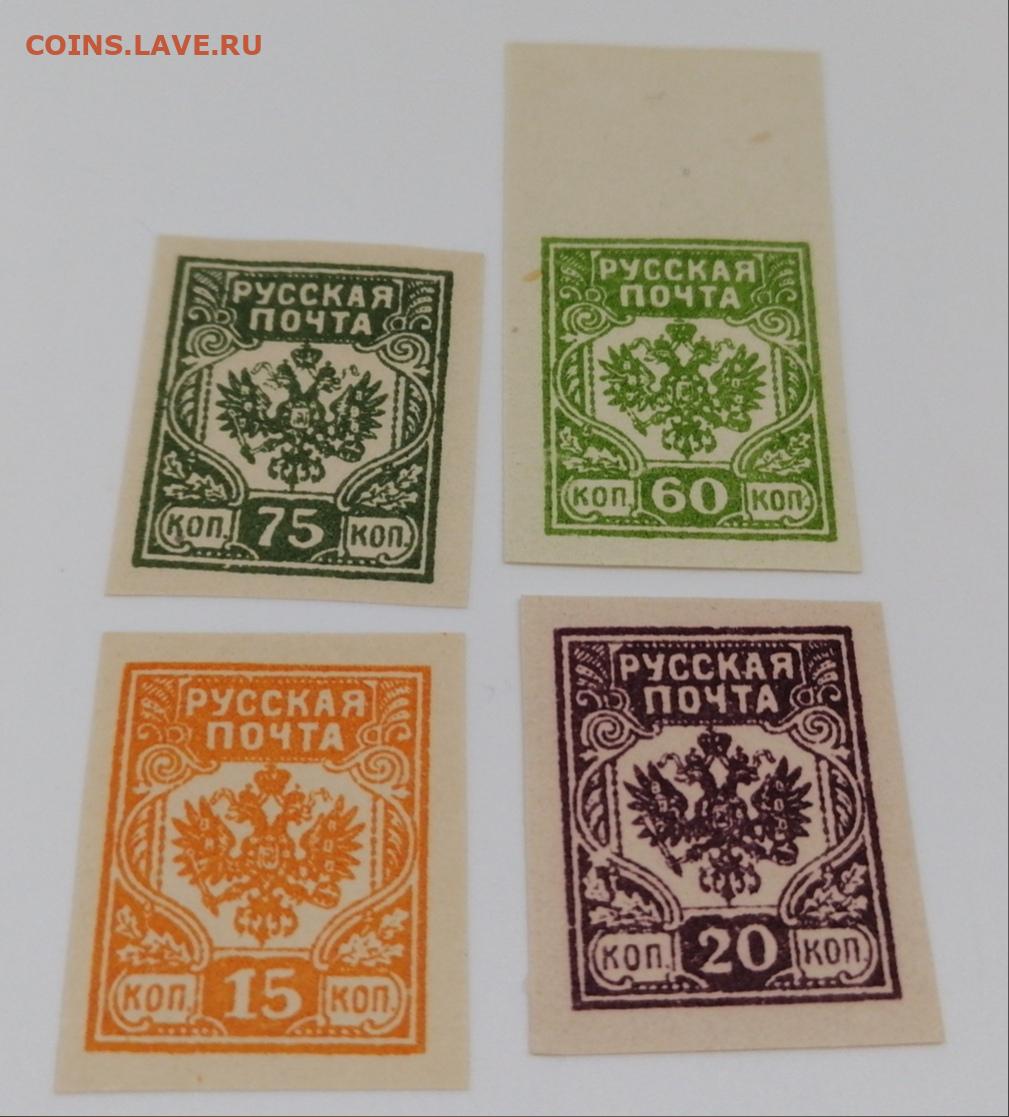 COINS.LAVE.RU
РУССКАЯ
ПОЧТА
КОП. 75 КОП.
РУССКАЯ
ПОЧТА
КОП. 60 КОП.
РУССКАЯ
ПОЧТА
КОП. 15 КОП.
РУССКАЯ
ПОЧТА
КОП. 20 КОП.